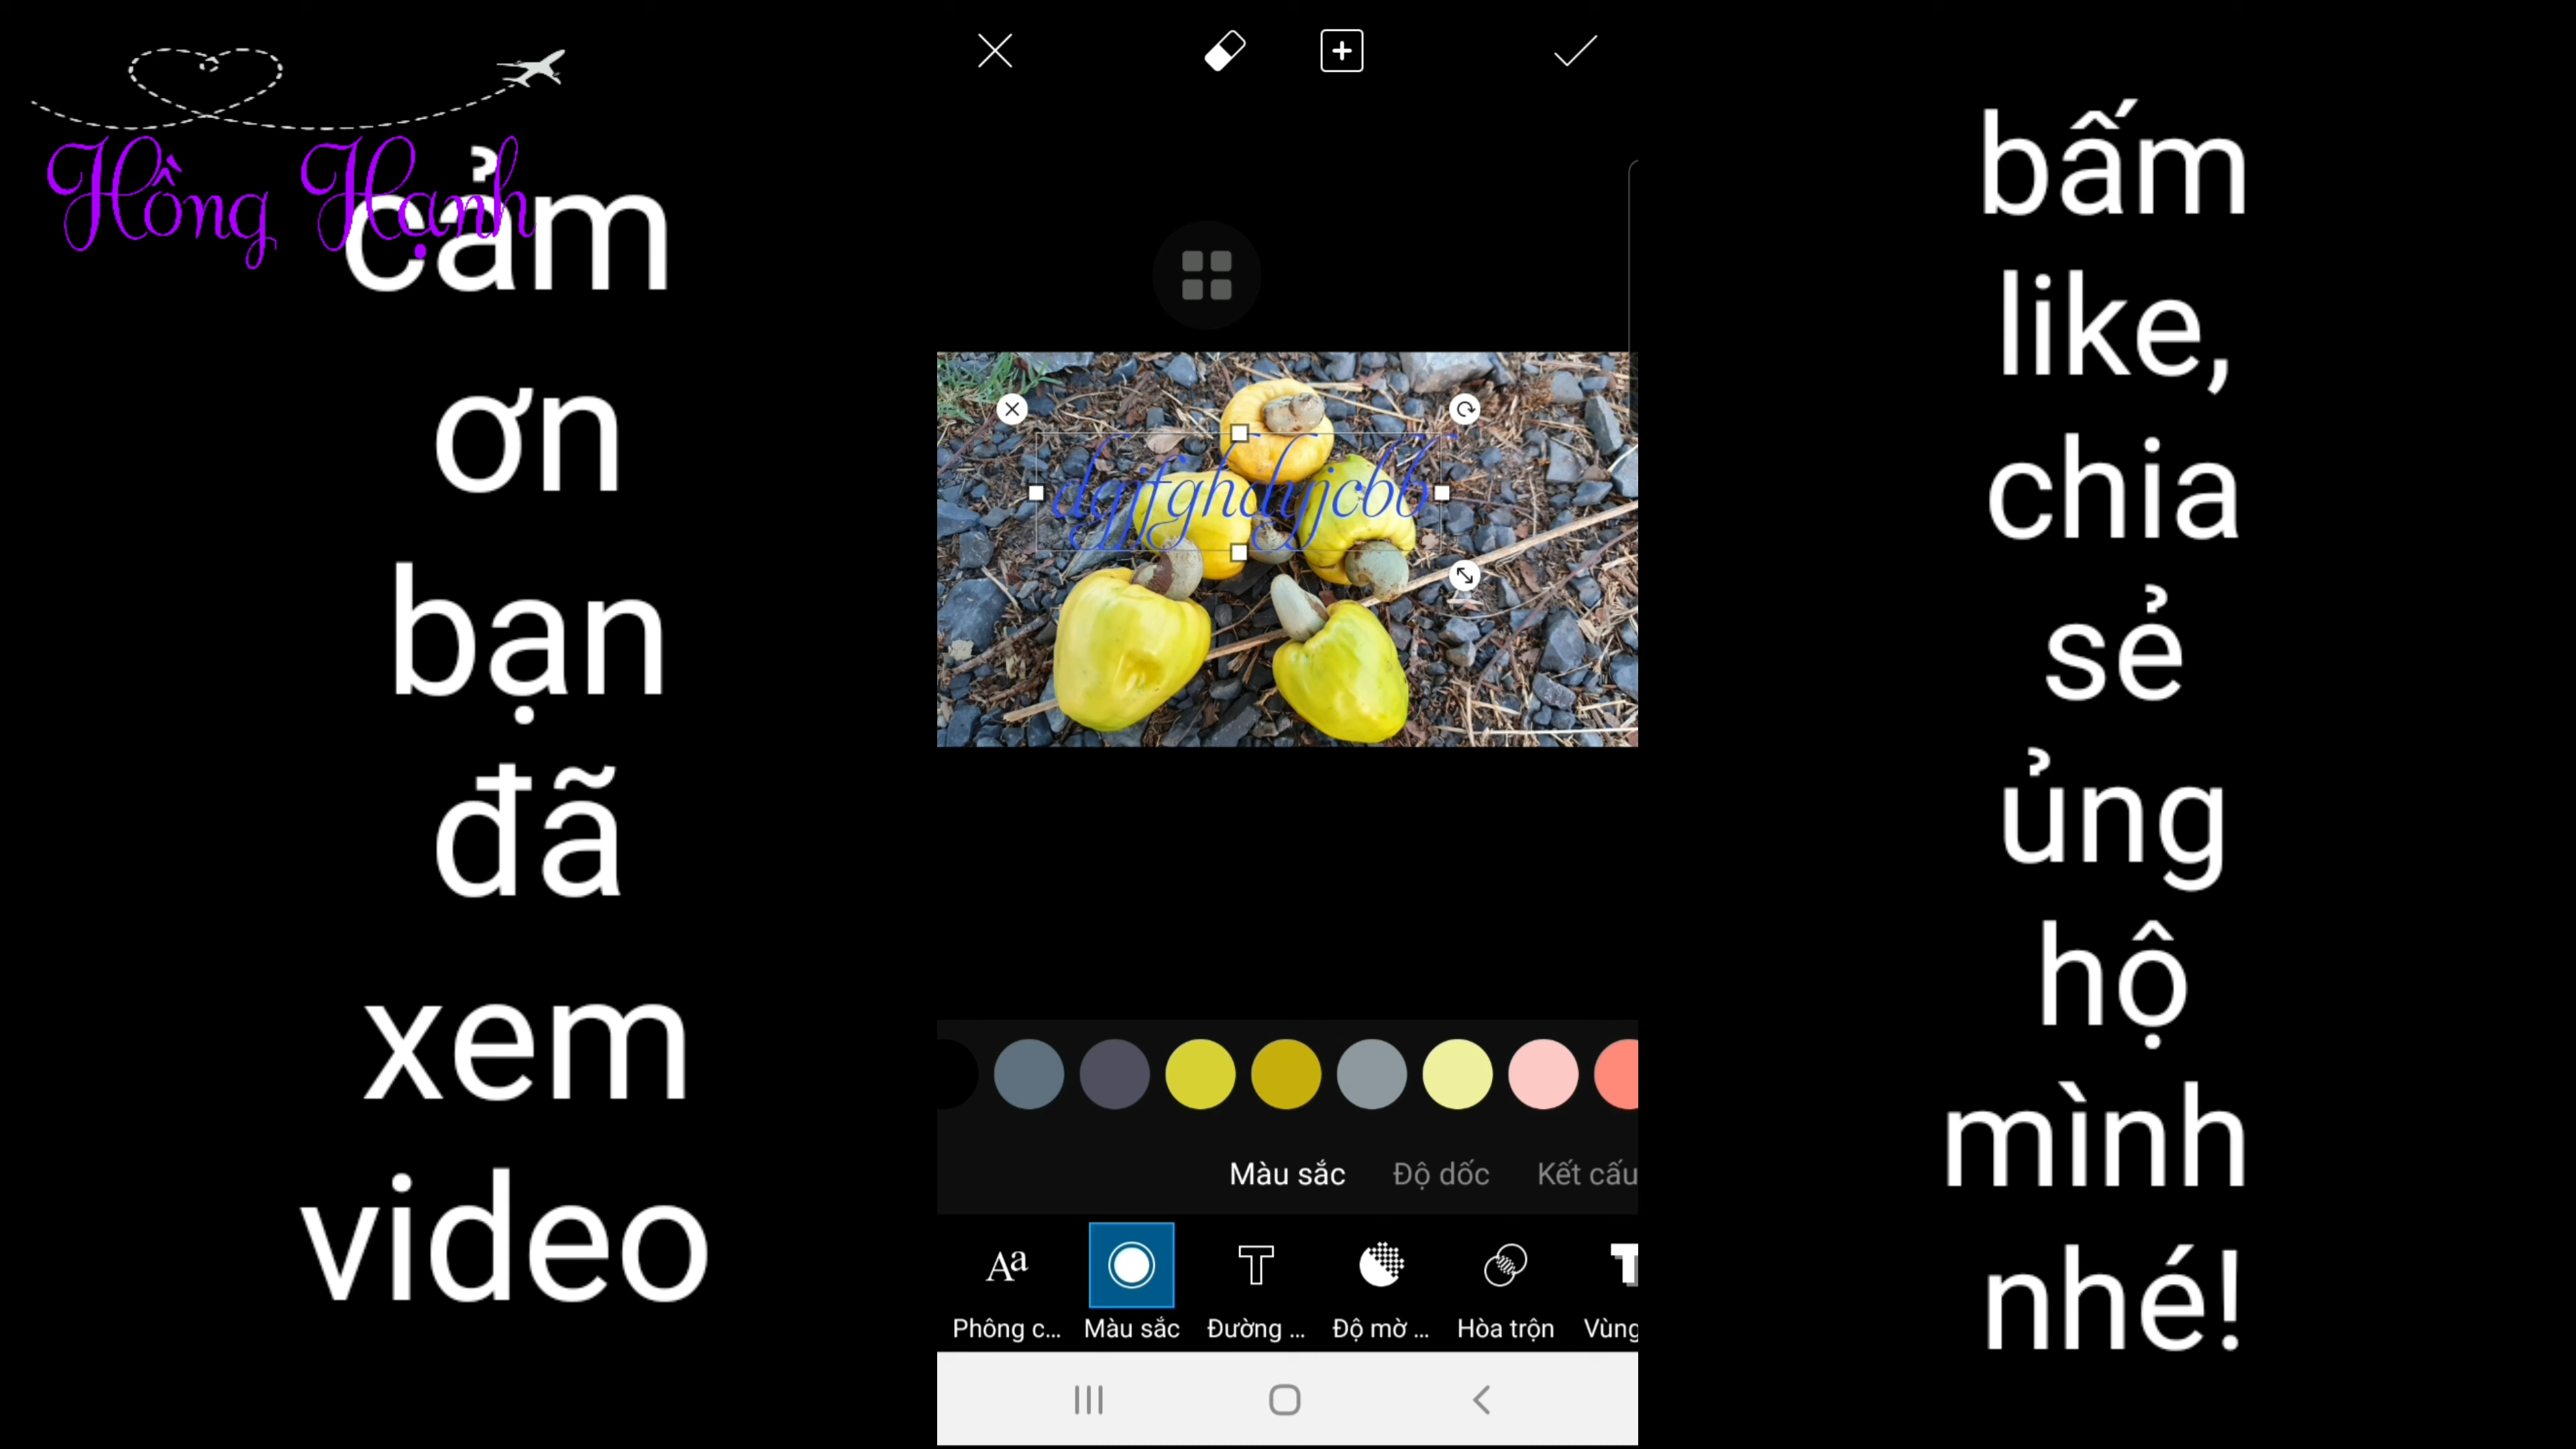 Hồng Hạnh
cảm
ơn
bạn
đã
xem
video
dgjfghdyjcbb
Màu sắc Độ dốc Kết cấu
Aa
Phông c... Màu sắc Đường ... Độ mờ ... Hòa trộn Vùng
bấm
like,
chia
sẻ
ủng
hộ
mình
nhé!